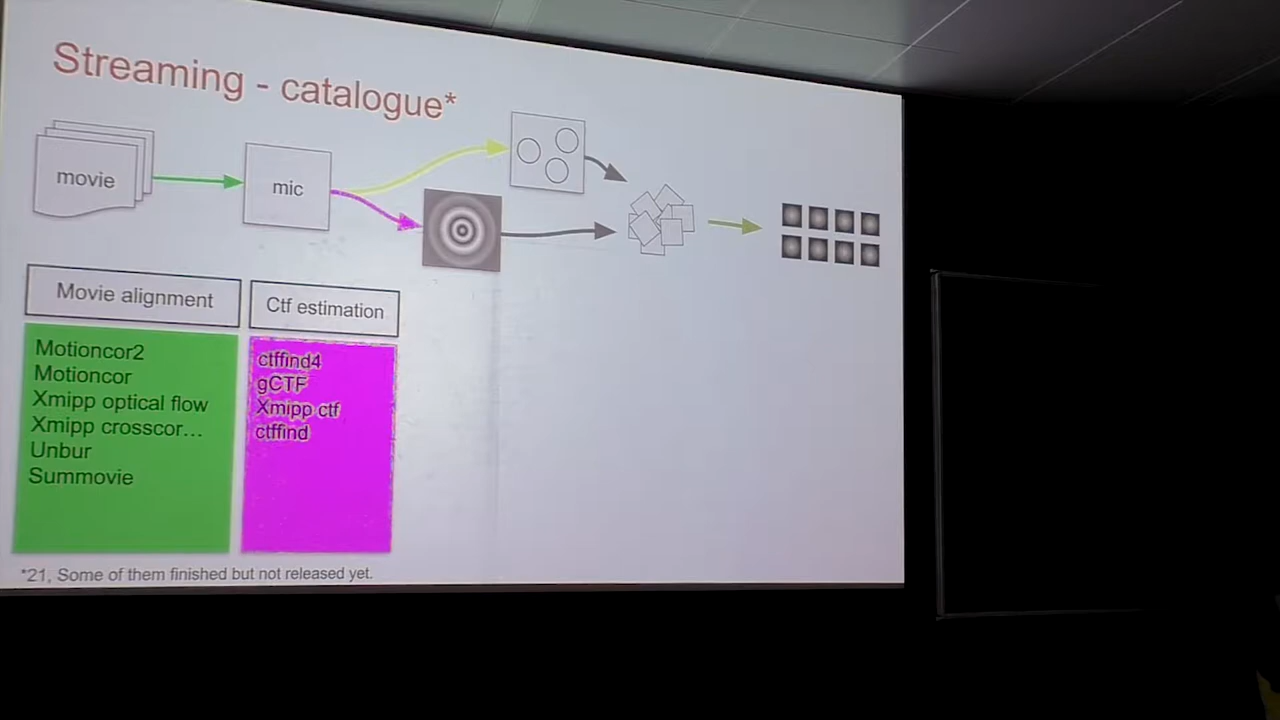 Streaming - catalogue*
movie
mic
Movie alignment
Ctf estimation
Motioncor2
Motioncor
Xmipp optical flow
Xmipp crosscor...
Unbur
Summovie
ctffind4
gCTF
Xmipp ctf
ctffind
*21, Some of them finished but not released yet.